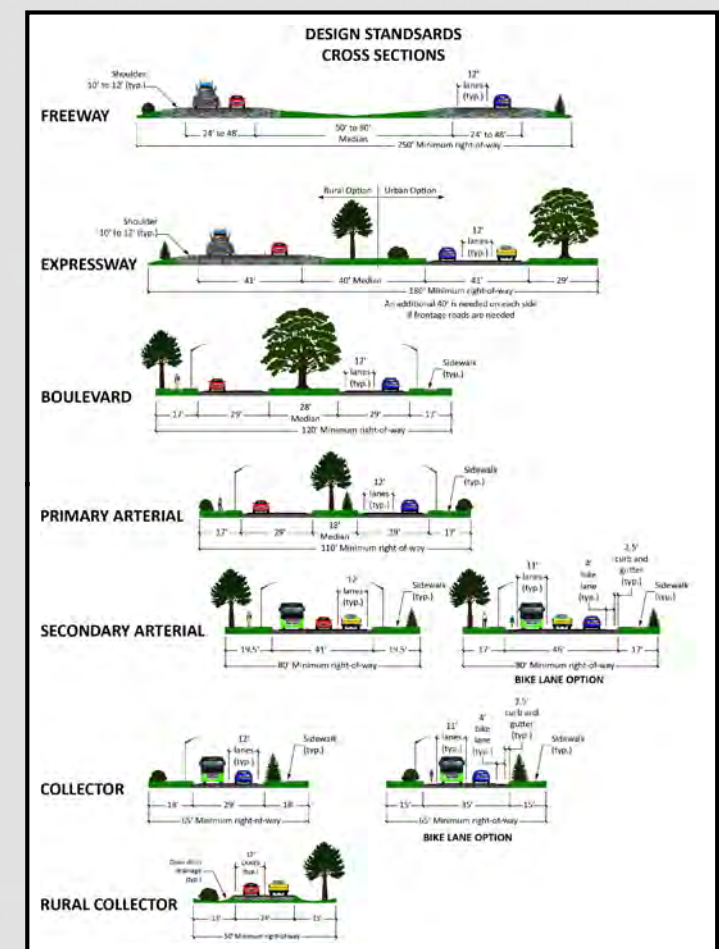 DESIGN STANDSARDS
CROSS SECTIONS
FREEWAY
Shoulder
10' to 12' (typ.)
12'
lanes
(typ.)
24' to 48'
Median
24' to 48'
250' Minimum right-of-way
EXPRESSWAY
Rural Option
Urban Option
Shoulder
10' to 12' (typ.)
12'
lanes
(typ.)
41'
40' Median
41'
29'
180' Minimum right-of-way
An additional 40' is needed on each side
if frontage roads are needed
BOULEVARD
12'
lanes
(typ.)
Sidewalk
(typ.)
17'
29'
28'
Median
29'
17'
120' Minimum right-of-way
PRIMARY ARTERIAL
12'
lanes
(typ.)
Sidewalk
(typ.)
17'
29'
18'
Median
29'
17'
110' Minimum right-of-way
SECONDARY ARTERIAL
12'
lanes
(typ.)
Sidewalk
(typ.)
19.5'
41'
19.5'
80' Minimum right-of-way
11'
lanes
(typ.)
bike
lane
(typ.)
2.5'
curb and
gutter
(typ.)
Sidewalk
(typ.)
17'
46'
17'
Minimum right-of-way
BIKE LANE OPTION
COLLECTOR
12'
lanes
(typ.)
Sidewalk
(typ.)
18'
29'
18'
65' Minimum right-of-way
11'
lanes
(typ.)
4'
bike
lane
(typ.)
2.5'
curb and
gutter
(typ.)
Sidewalk
(typ.)
15'
35'
15'
65' Minimum right-of-way
BIKE LANE OPTION
RURAL COLLECTOR
drainage
(typ.)
12'
lanes
(typ.)
13'
24'
50' Minimum right-of-way